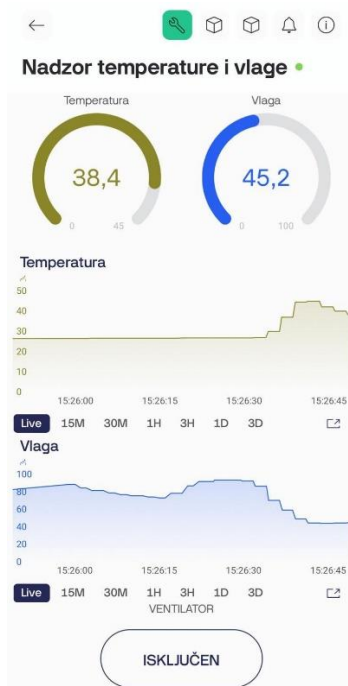 Nadzor temperature i vlage
Temperatura Vlaga
38,4 45,2
0 45 0 100
Temperatura
50
40
30
20
10
0
15:26:00 15:26:15 15:26:30 15:26:45
Live 15M 30M 1H 3H 1D 3D
Vlaga
100
80
60
40
20
0
15:26:00 15:26:15 15:26:30 15:26:45
Live 15M 30M 1H 3H 1D 3D
VENTILATOR
ISKLJUČEN